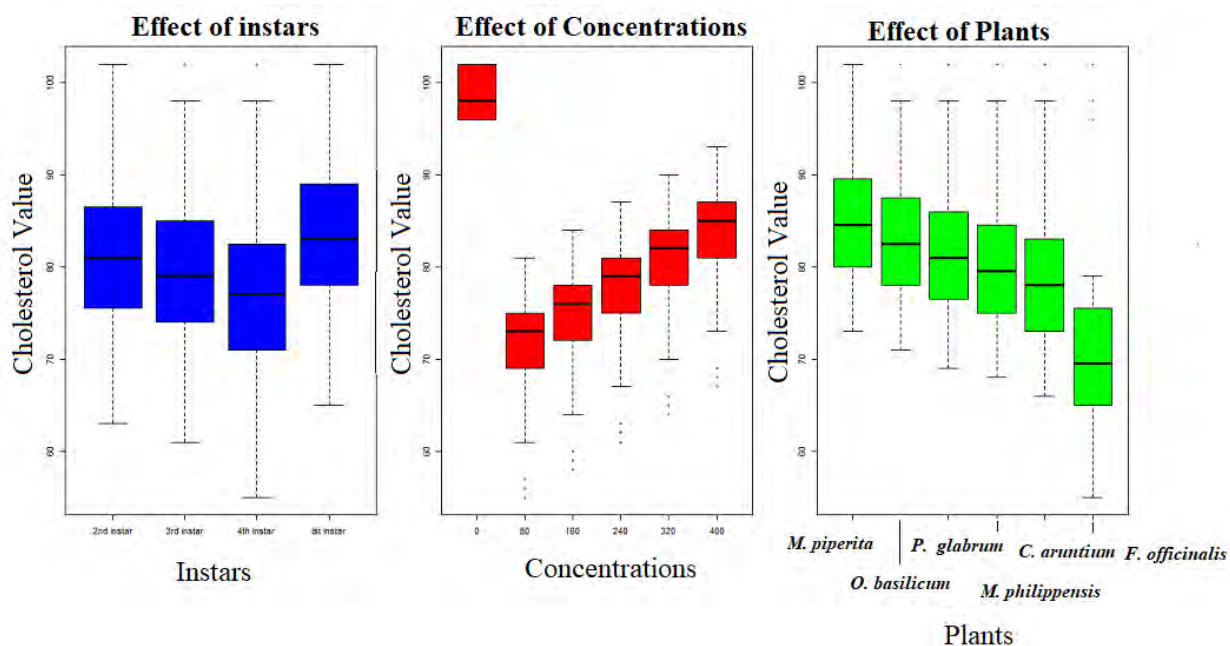 Effect of instars
Cholesterol Value
60
70
80
90
100
2nd instar 3rd instar 4th instar Ist instar
Instars
Effect of Concentrations
Cholesterol Value
60
70
80
90
100
0 80 160 240 320 400
Concentrations
Effect of Plants
Cholesterol Value
60
70
80
90
100
M. piperita P. glabrum C. aruntium F. officinalis
O. basilicum M. philippensis
Plants